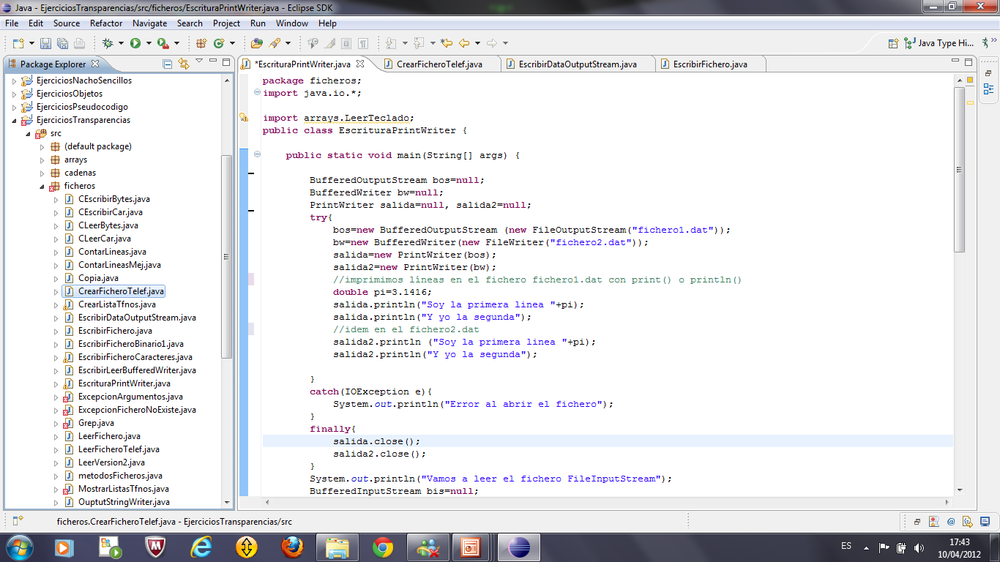 Java - EjerciciosTransparencias/src/ficheros/EscrituraPrintWriter.java - Eclipse SDK
File Edit Source Refactor Navigate Search Project Run Window Help
Java Type Hi...
Package Explorer
*EscrituraPrintWriter.java CrearFicheroTelef.java EscribirDataOutputStream.java EscribirFichero.java
EjerciciosNachoSencillos
EjerciciosObjetos
EjerciciosPseudocodigo
EjerciciosTransparencias
src
(default package)
arrays
cadenas
ficheros
CEscribirBytes.java
CEscribirCar.java
CLeerBytes.java
CLeerCar.java
ContarLineas.java
ContarLineasMej.java
Copia.java
CrearFicheroTelef.java
CrearListaTfnos.java
EscribirDataOutputStream.java
EscribirFichero.java
EscribirFicheroBinario1.java
EscribirFicheroCaracteres.java
EscribirLeerBufferedWriter.java
EscrituraPrintWriter.java
ExcepcionArgumentos.java
ExcepcionFicheroNoExiste.java
Grep.java
LeerFichero.java
LeerFicheroTelef.java
LeerVersion2.java
metodosFicheros.java
MostrarListasTfnos.java
OuptutStringWriter.java
package ficheros;
import java.io.*;
import arrays.LeerTeclado;
public class EscrituraPrintWriter {
public static void main(String[] args) {
BufferedOutputStream bos=null;
BufferedWriter bw=null;
PrintWriter salida=null, salida2=null;
try{
bos=new BufferedOutputStream (new FileOutputStream("fichero1.dat"));
bw=new BufferedWriter(new FileWriter("fichero2.dat"));
salida=new PrintWriter(bos);
salida2=new PrintWriter(bw);
//imprimimos líneas en el fichero fichero1.dat con print() o println()
double pi=3.1416;
salida.println("Soy la primera linea "+pi);
salida.println("Y yo la segunda");
//idem en el fichero2.dat
salida2.println ("Soy la primera linea "+pi);
salida2.println("Y yo la segunda");
}
catch(IOException e){
System.out.println("Error al abrir el fichero");
}
finally{
salida.close();
salida2.close();
}
System.out.println("Vamos a leer el fichero FileInputStream");
BufferedInputStream bis=null;
ficheros.CrearFicheroTelef.java - EjerciciosTransparencias/src
ES
17:43
10/04/2012